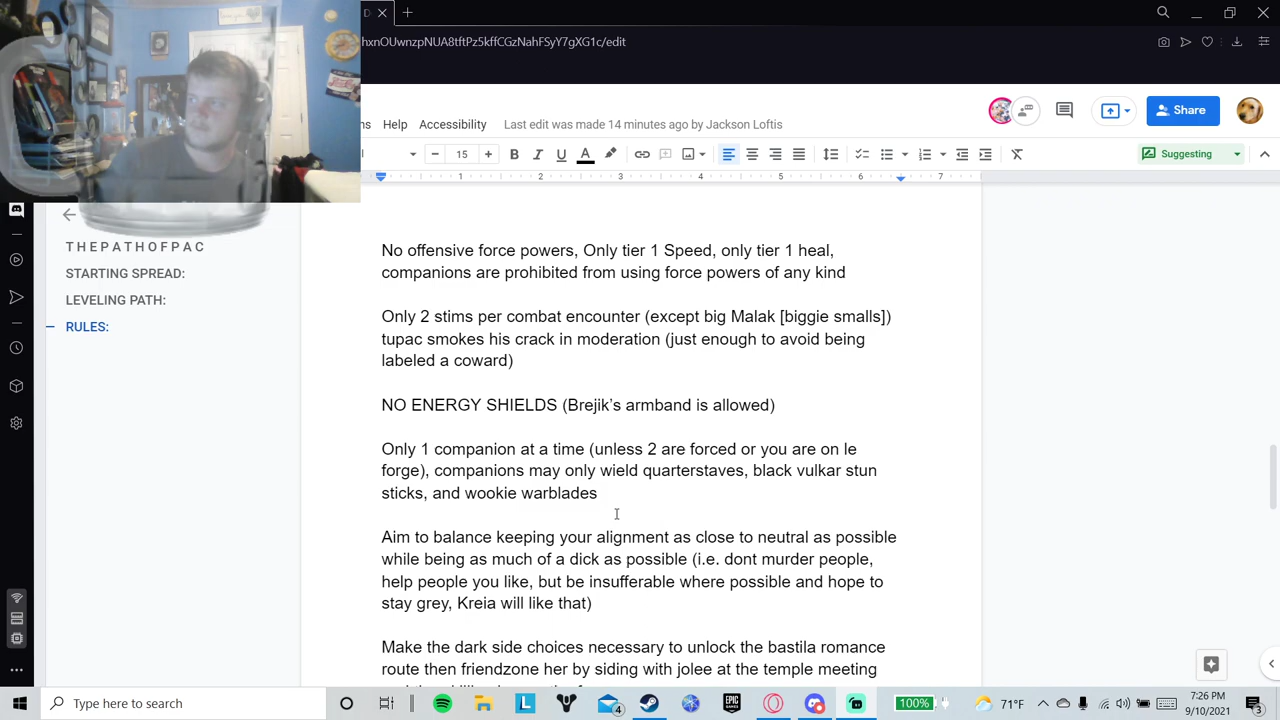 D
hxnOUwnzpNUA8tftPz5kffCGzNahFSyY7gXG1c/edit
Help Accessibility Last edit was made 14 minutes ago by Jackson Loftis
Share
15 Suggesting
1 2 3 4 5 6 7
T H E P A T H O F P A C
STARTING SPREAD:
LEVELING PATH:
RULES:
No offensive force powers, Only tier 1 Speed, only tier 1 heal,
companions are prohibited from using force powers of any kind
Only 2 stims per combat encounter (except big Malak [biggie smalls])
tupac smokes his crack in moderation (just enough to avoid being
labeled a coward)
NO ENERGY SHIELDS (Brejik’s armband is allowed)
Only 1 companion at a time (unless 2 are forced or you are on le
forge), companions may only wield quarterstaves, black vulkar stun
sticks, and wookie warblades
Aim to balance keeping your alignment as close to neutral as possible
while being as much of a dick as possible (i.e. dont murder people,
help people you like, but be insufferable where possible and hope to
stay grey, Kreia will like that)
Make the dark side choices necessary to unlock the bastila romance
route then friendzone her by siding with jolee at the temple meeting
Type here to search
4
100%
71°F
7:26 PM
9/10/2021
3